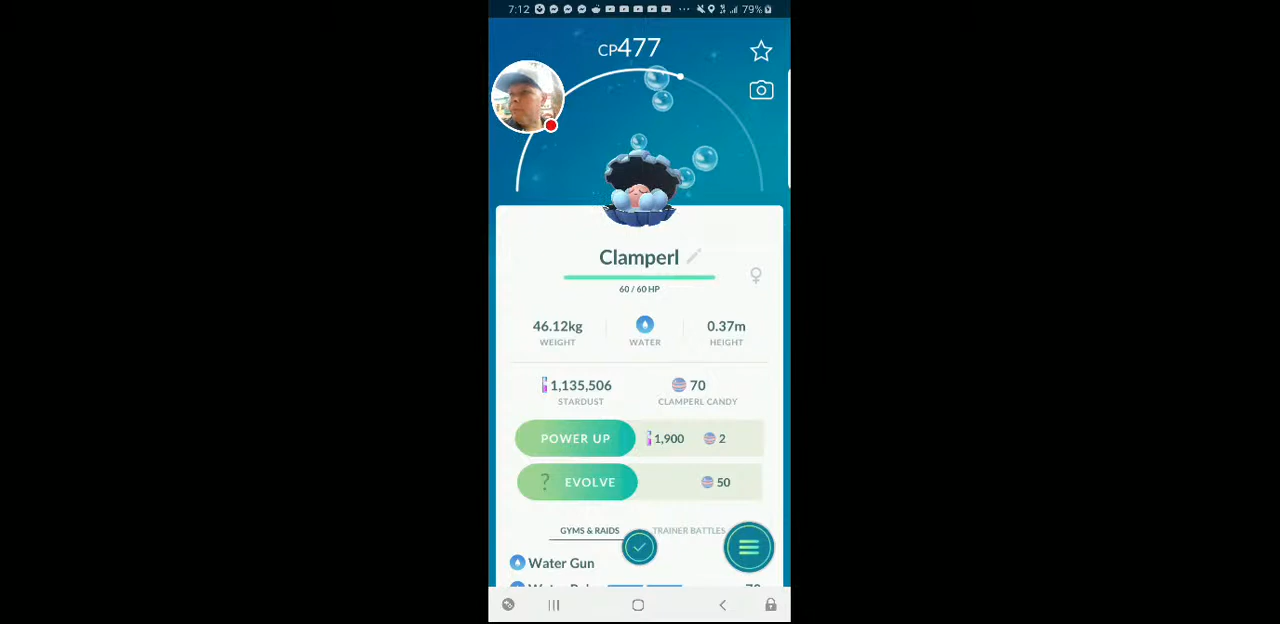 7:12 79%
CP477
Clamperl
60 / 60 HP
46.12kg 0.37m
WEIGHT WATER HEIGHT
1,135,506 70
STARDUST CLAMPERL CANDY
POWER UP 1,900 2
? EVOLVE 50
GYMS & RAIDS TRAINER BATTLES
Water Gun
Water